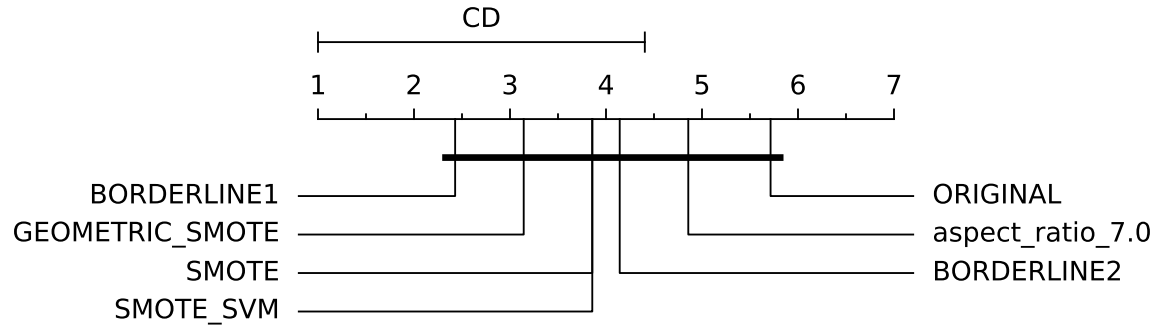 CD
1 2 3 4 5 6 7
BORDERLINE1 ORIGINAL
GEOMETRIC_SMOTE aspect_ratio_7.0
SMOTE BORDERLINE2
SMOTE_SVM